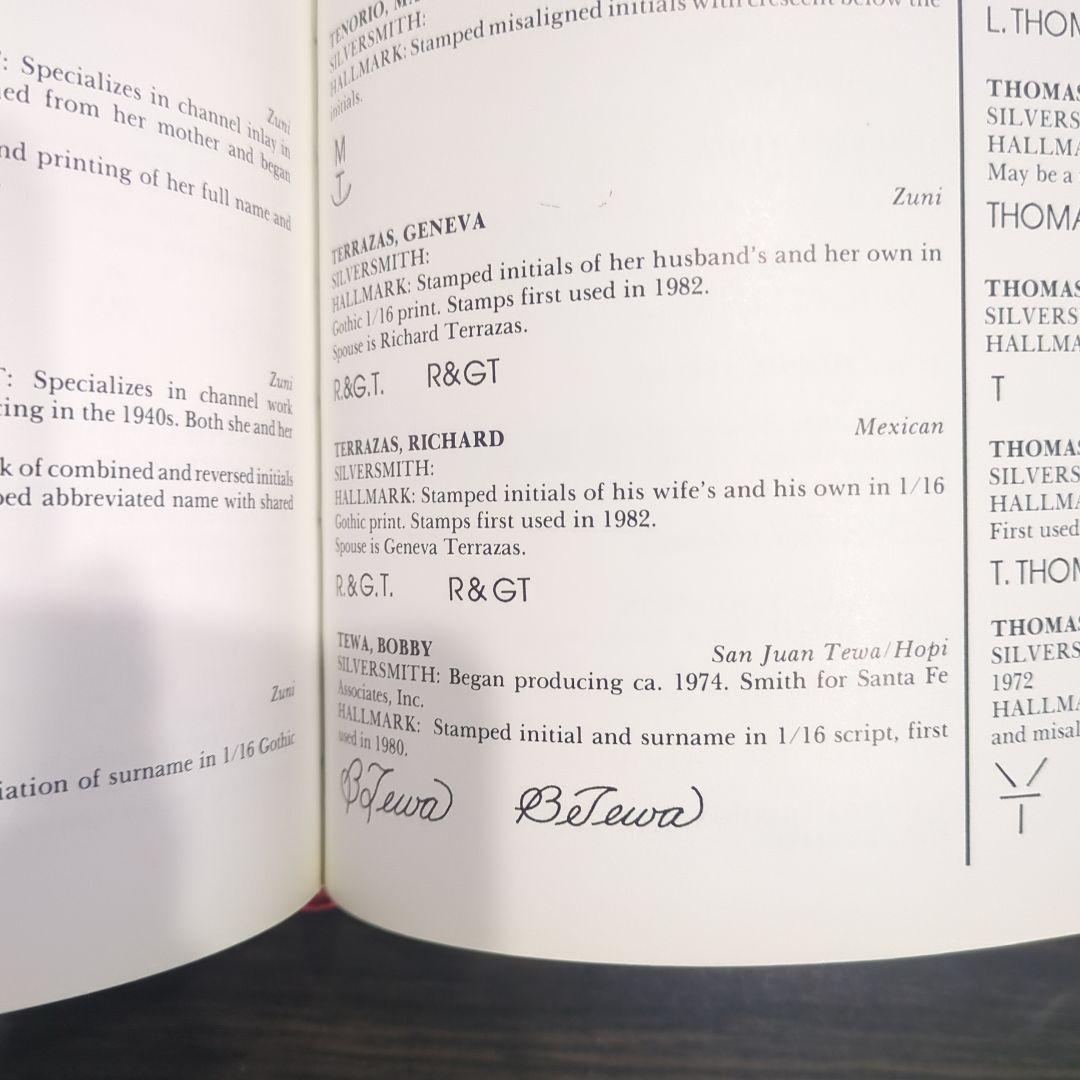 : Specializes in channel inlay in
Zuni
ed from her mother and began
nd printing of her full name and
Zuni
: Specializes in channel work
ing in the 1940s. Both she and her
k of combined and reversed initials
ed abbreviated name with shared
Zuni
iation of surname in 1/16 Gothic
TENORIO, M.
SILVERSMITH:
HALLMARK: Stamped misaligned initials with crescent below the
initials.
M
T
TERRAZAS, GENEVA
Zuni
SILVERSMITH:
HALLMARK: Stamped initials of her husband's and her own in
Gothic 1/16 print. Stamps first used in 1982.
Spouse is Richard Terrazas.
R.&G.T. R&GT
TERRAZAS, RICHARD
Mexican
SILVERSMITH:
HALLMARK: Stamped initials of his wife's and his own in 1/16
Gothic print. Stamps first used in 1982.
Spouse is Geneva Terrazas.
R.&G.T. R&GT
TEWA, BOBBY
San Juan Tewa/Hopi
SILVERSMITH: Began producing ca. 1974. Smith for Santa Fe
Associates, Inc.
HALLMARK: Stamped initial and surname in 1/16 script, first
used in 1980.
BoTewa BeTewa
L. THOM
THOMAS
SILVERS
HALLMA
May be a
THOMA
THOMAS
SILVERS
HALLMA
T
THOMAS
SILVERS
HALLMA
First used
T. THOM
THOMAS
SILVERS
1972
HALLMA
and misal